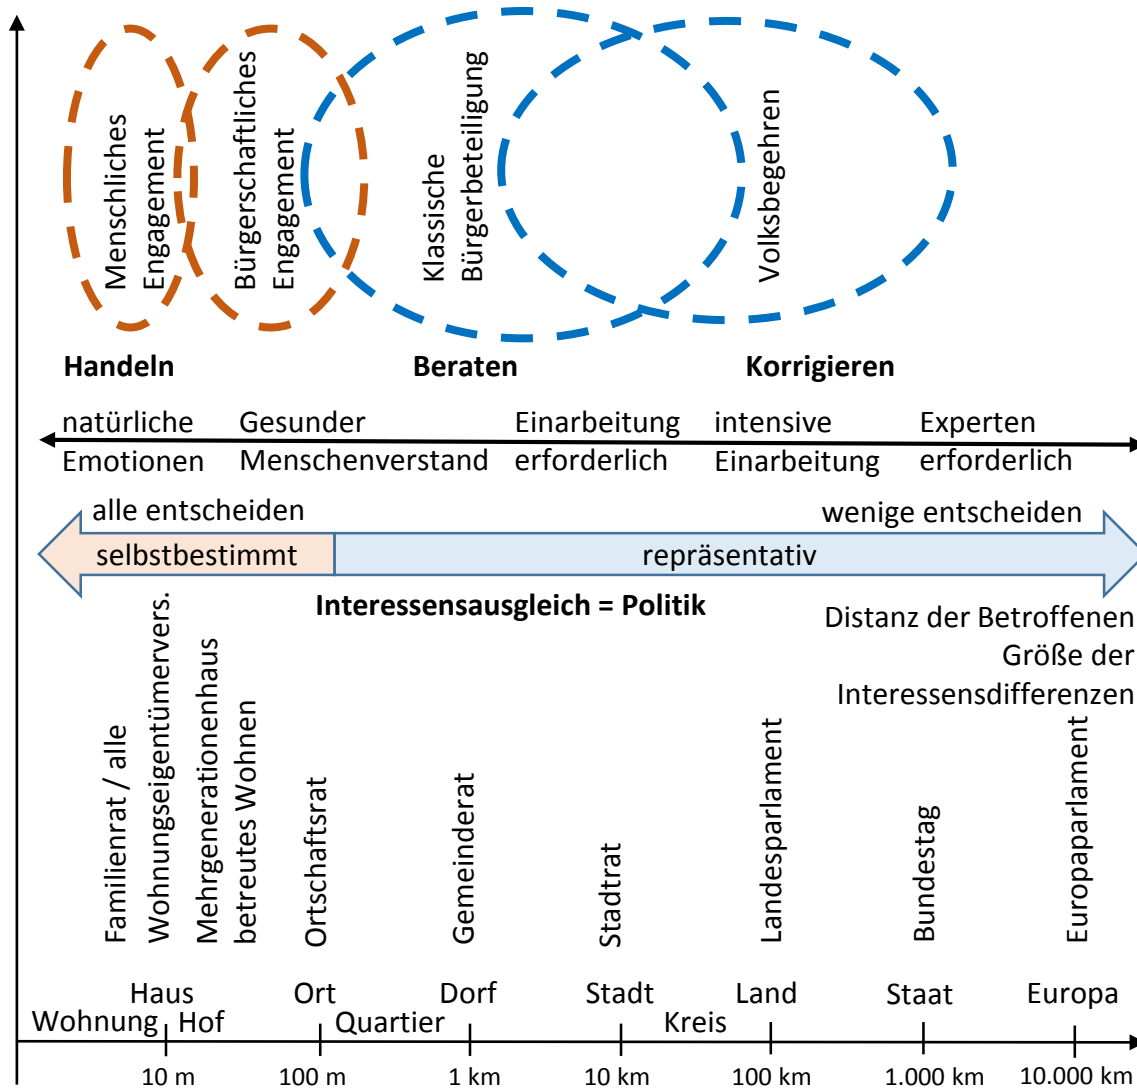 Menschliches
Engagement
Bürgerschaftliches
Engagement
Klassische
Bürgerbeteiligung
Volksbegehren
Handeln
Beraten
Korrigieren
natürliche
Emotionen
Gesunder
Menschenverstand
Einarbeitung
erforderlich
intensive
Einarbeitung
Experten
erforderlich
alle entscheiden
wenige entscheiden
selbstbestimmt
repräsentativ
Interessensausgleich = Politik
Distanz der Betroffenen
Größe der
Interessensdifferenzen
Familienrat / alle
Wohnungseigentümervers.
Mehrgenerationenhaus
betreutes Wohnen
Ortschaftsrat
Gemeinderat
Stadtrat
Landesparlament
Bundestag
Europaparlament
Haus Ort Dorf Stadt Land Staat Europa
Wohnung Hof Quartier Kreis
10 m 100 m 1 km 10 km 100 km 1.000 km 10.000 km